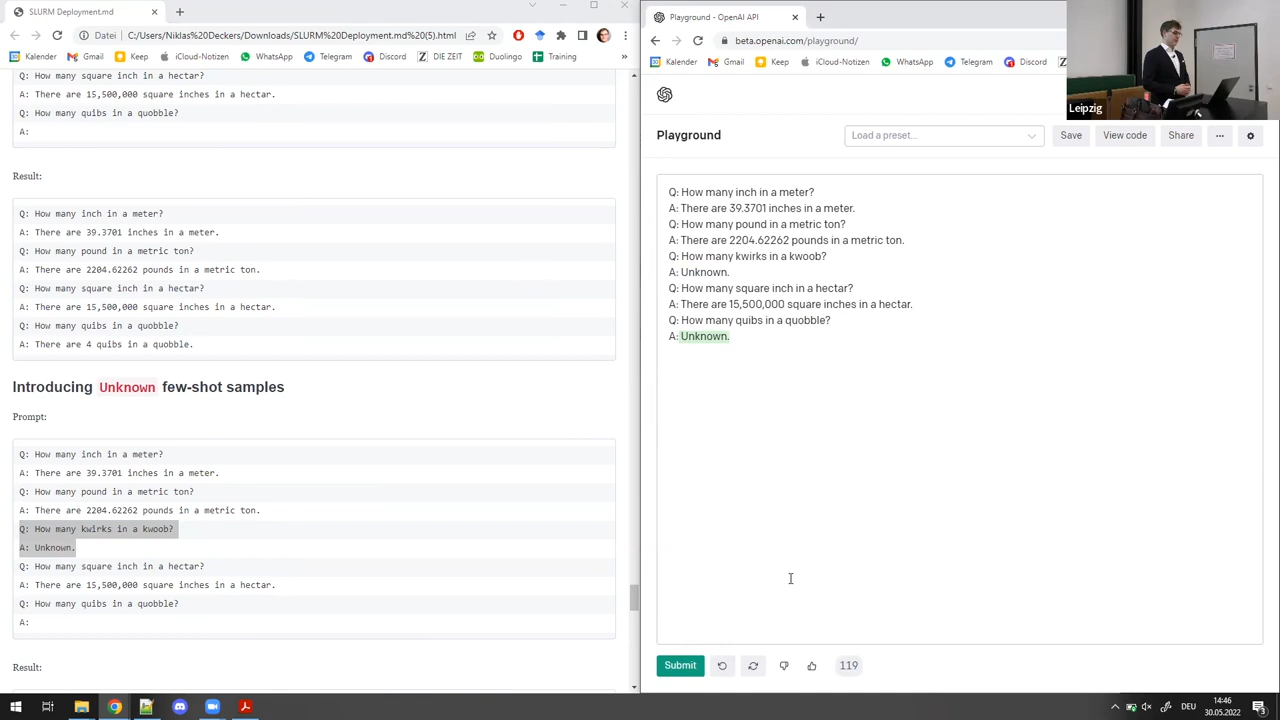 SLURM Deployment.md
Datei
C:/Users/Niklas%20Deckers/Downloads/SLURM%20Deployment.md%20(5).html
Kalender
Gmail
Keep
iCloud-Notizen
WhatsApp
Telegram
Discord
DIE ZEIT
Duolingo
Training
Q: How many square inch in a hectar?
A: There are 15,500,000 square inches in a hectar.
Q: How many quibs in a quobble?
A:
Result:
Q: How many inch in a meter?
A: There are 39.3701 inches in a meter.
Q: How many pound in a metric ton?
A: There are 2204.62262 pounds in a metric ton.
Q: How many square inch in a hectar?
A: There are 15,500,000 square inches in a hectar.
Q: How many quibs in a quobble?
A: There are 4 quibs in a quobble.
Introducing Unknown few-shot samples
Prompt:
Q: How many inch in a meter?
A: There are 39.3701 inches in a meter.
Q: How many pound in a metric ton?
A: There are 2204.62262 pounds in a metric ton.
Q: How many kwirks in a kwoob?
A: Unknown.
Q: How many square inch in a hectar?
A: There are 15,500,000 square inches in a hectar.
Q: How many quibs in a quobble?
A:
Result:
Playground - OpenAI API
beta.openai.com/playground/
Kalender
Gmail
Keep
iCloud-Notizen
WhatsApp
Telegram
Discord
Leipzig
Playground
Load a preset...
Save
View code
Share
Q: How many inch in a meter?
A: There are 39.3701 inches in a meter.
Q: How many pound in a metric ton?
A: There are 2204.62262 pounds in a metric ton.
Q: How many kwirks in a kwoob?
A: Unknown.
Q: How many square inch in a hectar?
A: There are 15,500,000 square inches in a hectar.
Q: How many quibs in a quobble?
A: Unknown.
Submit
119
DEU
14:46
30.05.2022
3